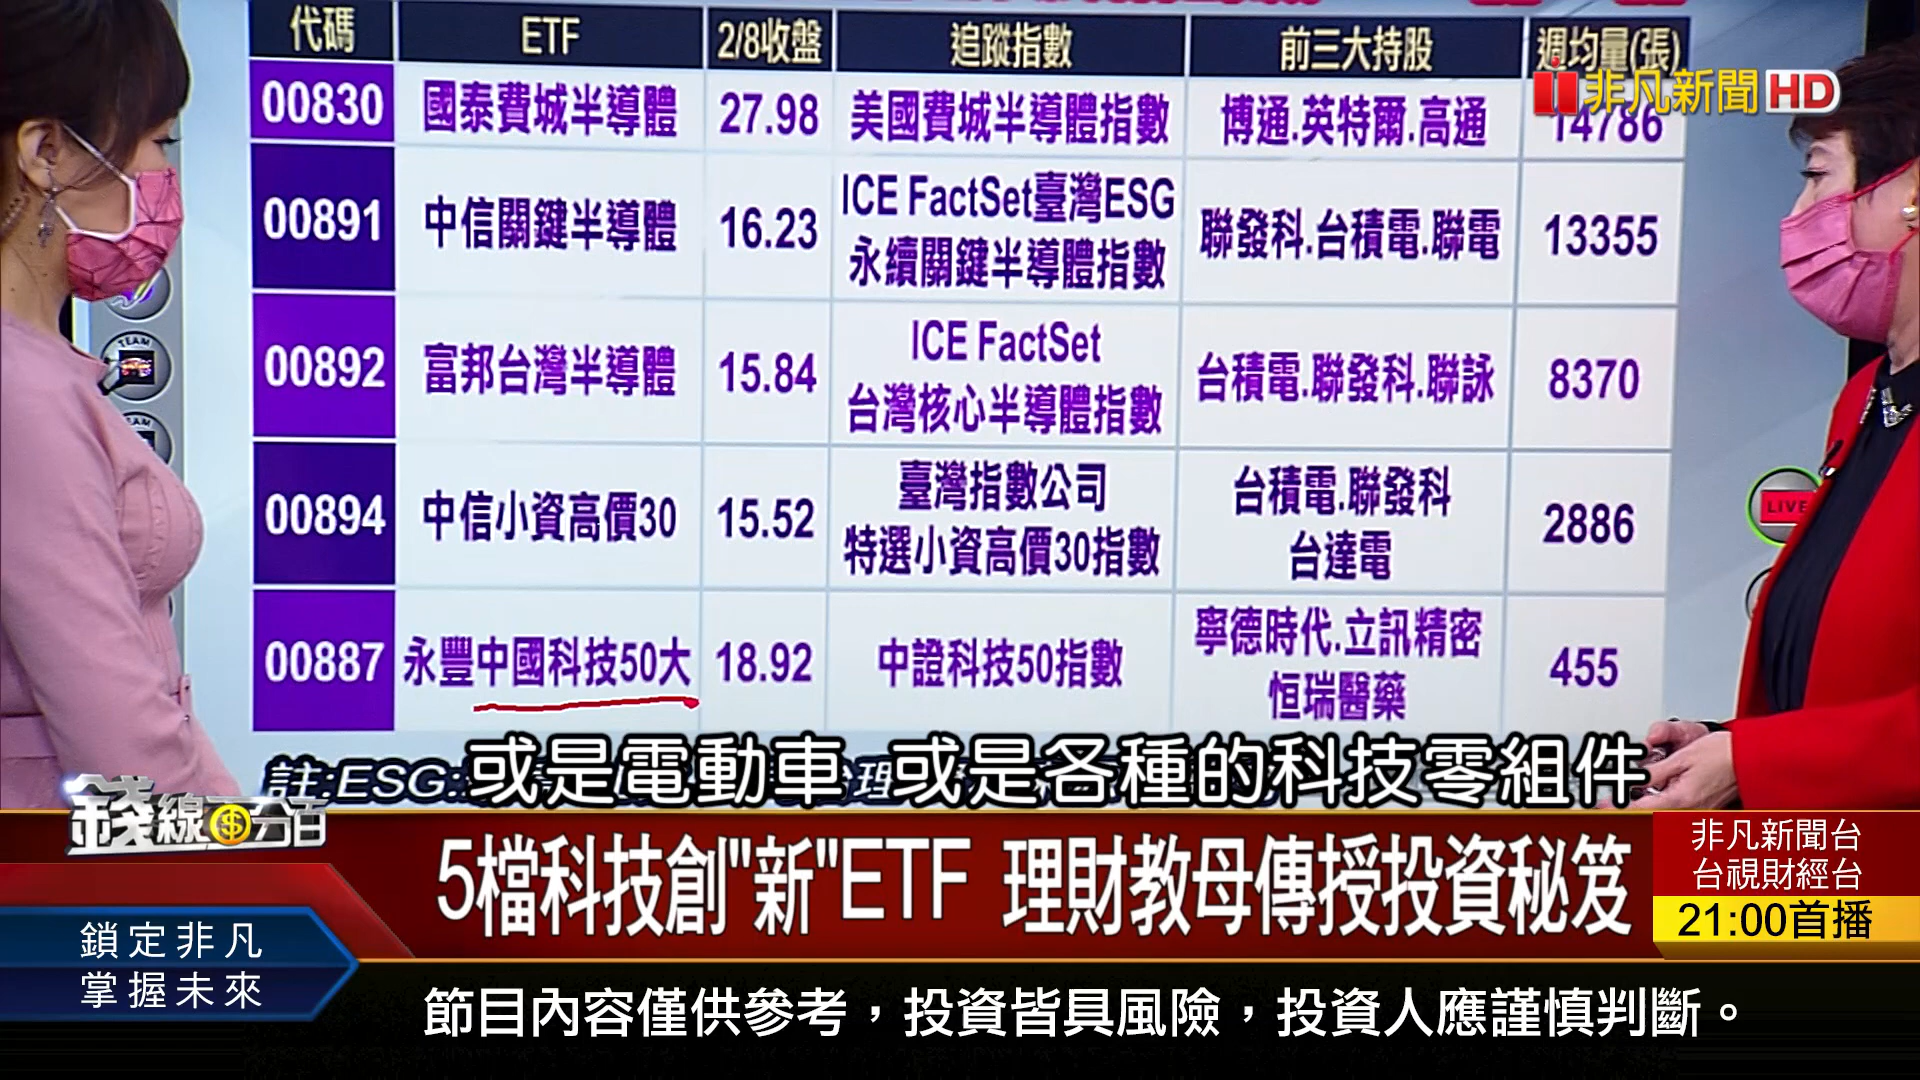 代碼 ETF 2/8收盤 追蹤指數 前三大持股 週均量(張)
非凡新聞HD
00830 國泰費城半導體 27.98 美國費城半導體指數 博通.英特爾.高通 14786
00891 中信關鍵半導體 16.23 ICE FactSet臺灣ESG
永續關鍵半導體指數 聯發科.台積電.聯電 13355
00892 富邦台灣半導體 15.84 ICE FactSet
台灣核心半導體指數 台積電.聯發科.聯詠 8370
00894 中信小資高價30 15.52 臺灣指數公司
特選小資高價30指數 台積電.聯發科
台達電 2886
00887 永豐中國科技50大 18.92 中證科技50指數 寧德時代.立訊精密
恒瑞醫藥 455
TEAM
LIVE
註:ESG:
或是電動車 或是各種的科技零組件
錢線百分百
5檔科技創"新"ETF 理財教母傳授投資秘笈
非凡新聞台
台視財經台
21:00首播
鎖定非凡
掌握未來
節目內容僅供參考，投資皆具風險，投資人應謹慎判斷。